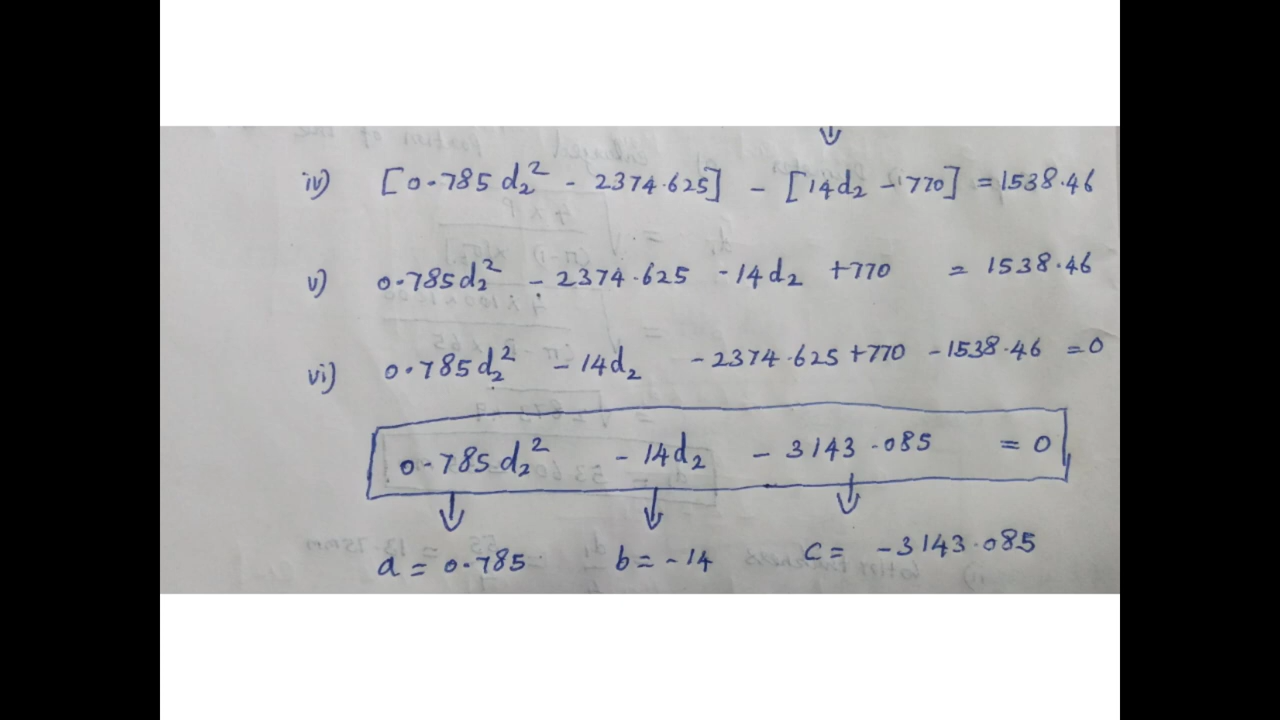 iv) [0.785 d₂² - 2374.625] - [14d₂ - 770] = 1538.46
v) 0.785d₂² - 2374.625 - 14d₂ + 770 = 1538.46
vi) 0.785d₂² - 14d₂ - 2374.625 + 770 - 1538.46 = 0
0.785d₂² - 14d₂ - 3143.085 = 0
a = 0.785 b = -14 c = -3143.085